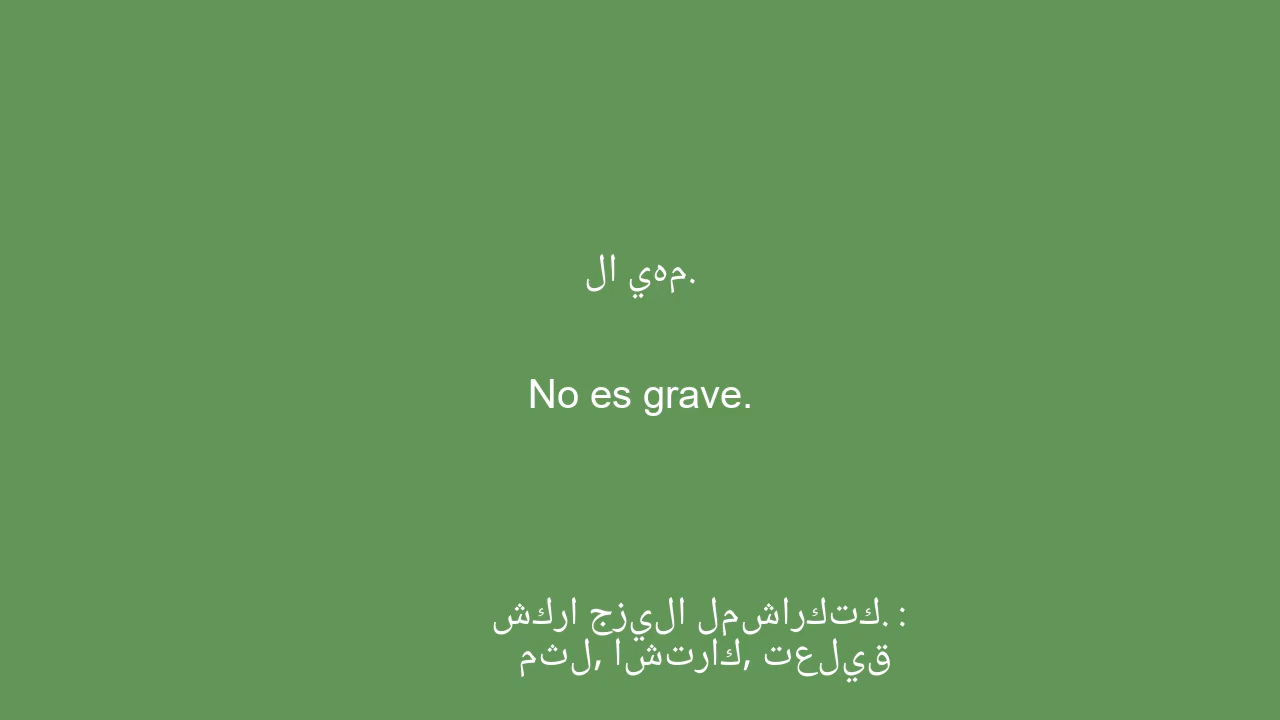 لا يهم.
No es grave.
شكرا جزيلا لمشاركتك. :
مثل, اشتراك, تعليق